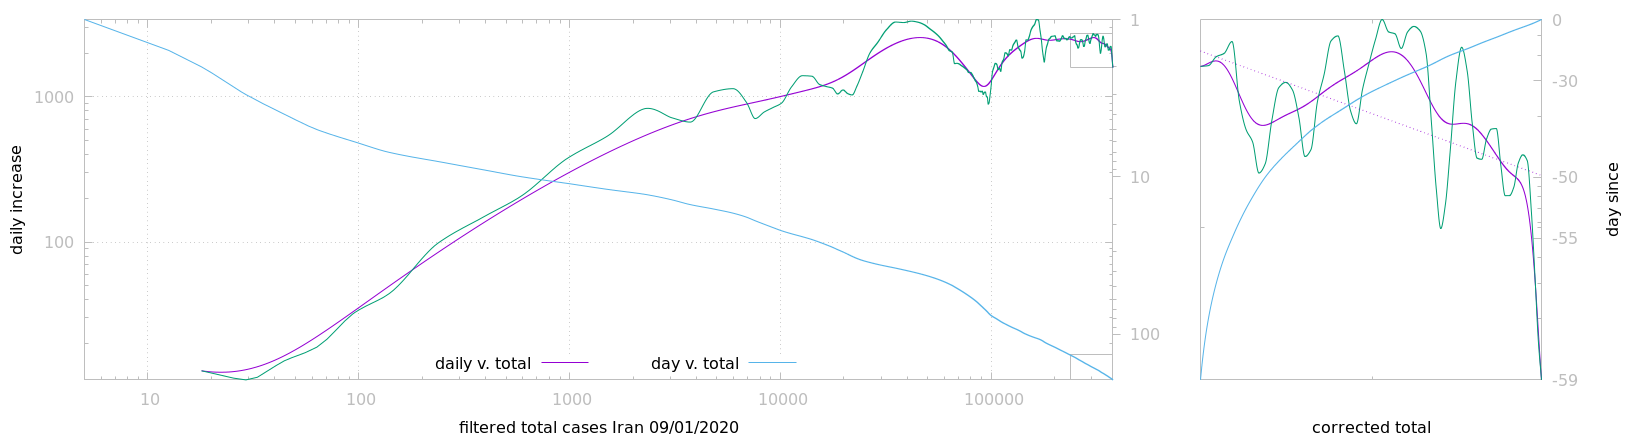 daily increase
1000
100
10
100
1000
10000
100000
filtered total cases Iran 09/01/2020
daily v. total
day v. total
1
10
100
0
-30
-50
-55
-59
day since
corrected total